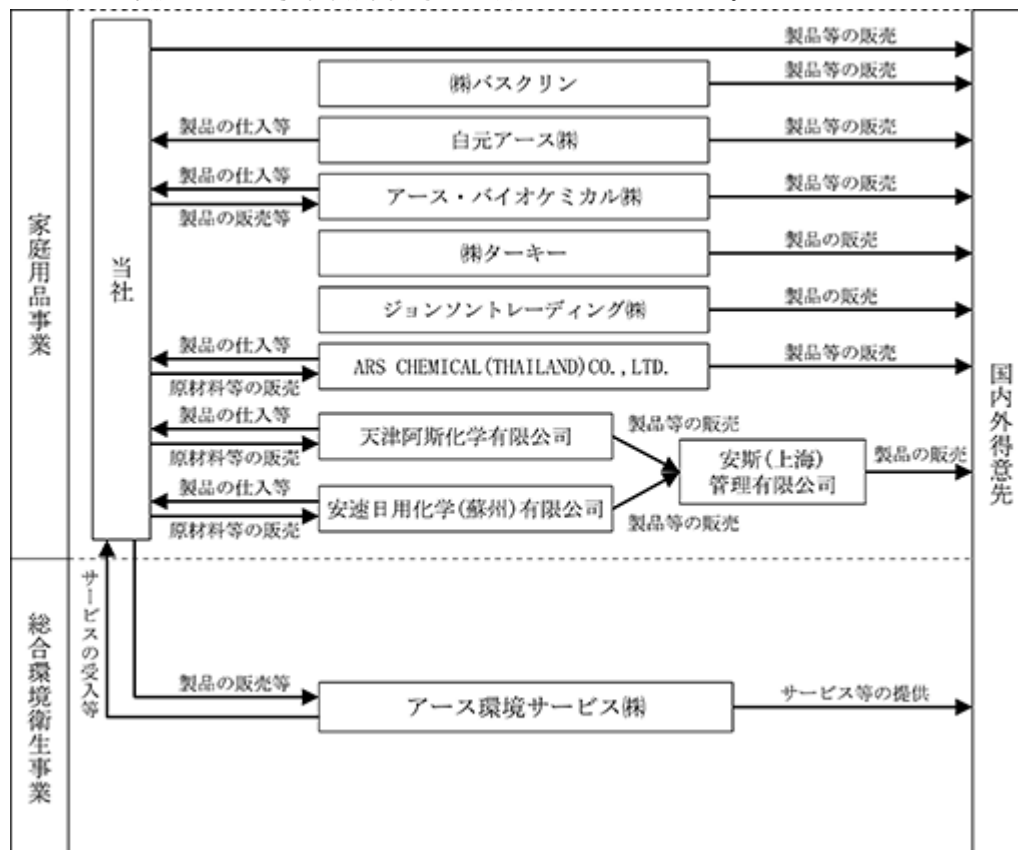 家庭用品事業
当社
製品等の販売
㈱バスクリン
製品等の販売
製品の仕入等
白元アース㈱
製品等の販売
製品の仕入等
製品の販売等
アース・バイオケミカル㈱
製品等の販売
㈱ターキー
製品の販売
ジョンソントレーディング㈱
製品の販売
製品の仕入等
原材料等の販売
ARS CHEMICAL(THAILAND)CO.,LTD.
製品等の販売
製品の仕入等
原材料等の販売
天津阿斯化学有限公司
製品等の販売
製品の仕入等
原材料等の販売
安速日用化学(蘇州)有限公司
製品等の販売
安斯(上海)
管理有限公司
製品の販売
国内外得意先
総合環境衛生事業
サービスの受入等
製品の販売等
アース環境サービス㈱
サービス等の提供